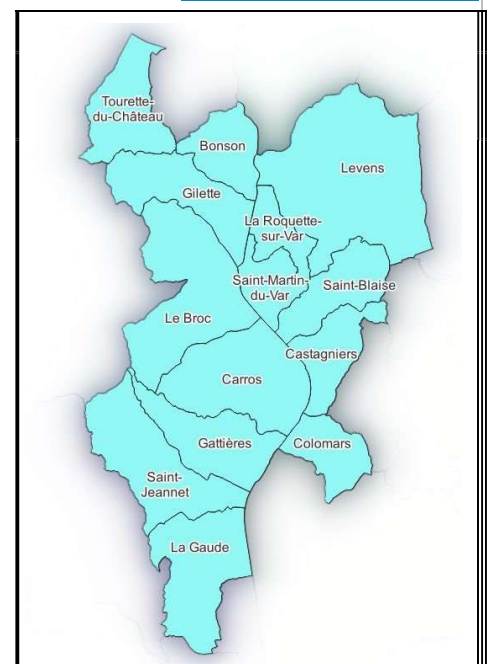 Tourette-
du-Château
Bonson
Levens
Gilette
La Roquette-
sur-Var
Saint-Martin-
du-Var
Saint-Blaise
Le Broc
Castagniers
Carros
Gattières
Colomars
Saint-
Jeannet
La Gaude